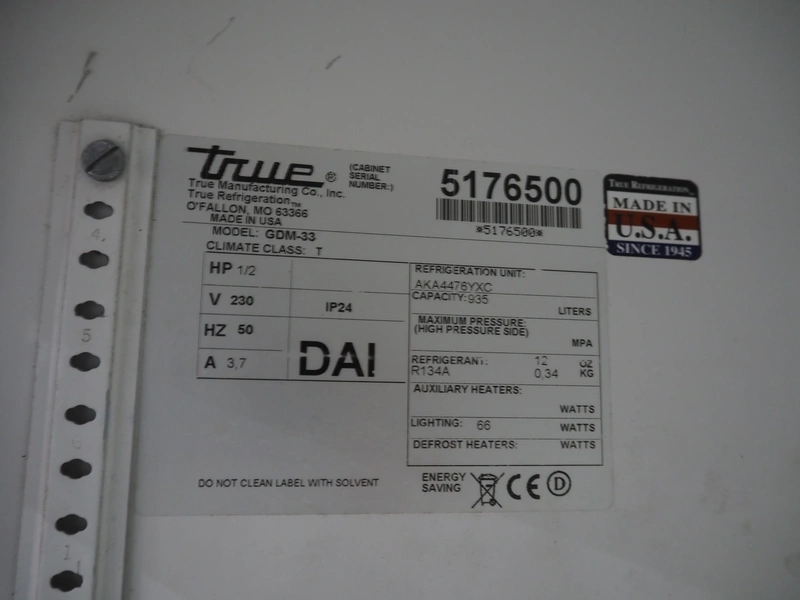 true ®
(CABINET
SERIAL
NUMBER:)
5176500
*5176500*
True Manufacturing Co., Inc.
True Refrigeration™
O'FALLON, MO 63366
MADE IN USA
MODEL: GDM-33
CLIMATE CLASS: T
TRUE REFRIGERATION
MADE IN
U.S.A.
SINCE 1945
HP 1/2
V 230
IP24
HZ 50
A 3,7
DAI
REFRIGERATION UNIT:
AKA4476YXC
CAPACITY: 935
LITERS
MAXIMUM PRESSURE:
(HIGH PRESSURE SIDE)
MPA
REFRIGERANT: 12 OZ
R134A 0,34 KG
AUXILIARY HEATERS:
WATTS
LIGHTING: 66 WATTS
DEFROST HEATERS: WATTS
DO NOT CLEAN LABEL WITH SOLVENT
ENERGY
SAVING
CE D
4
5
6